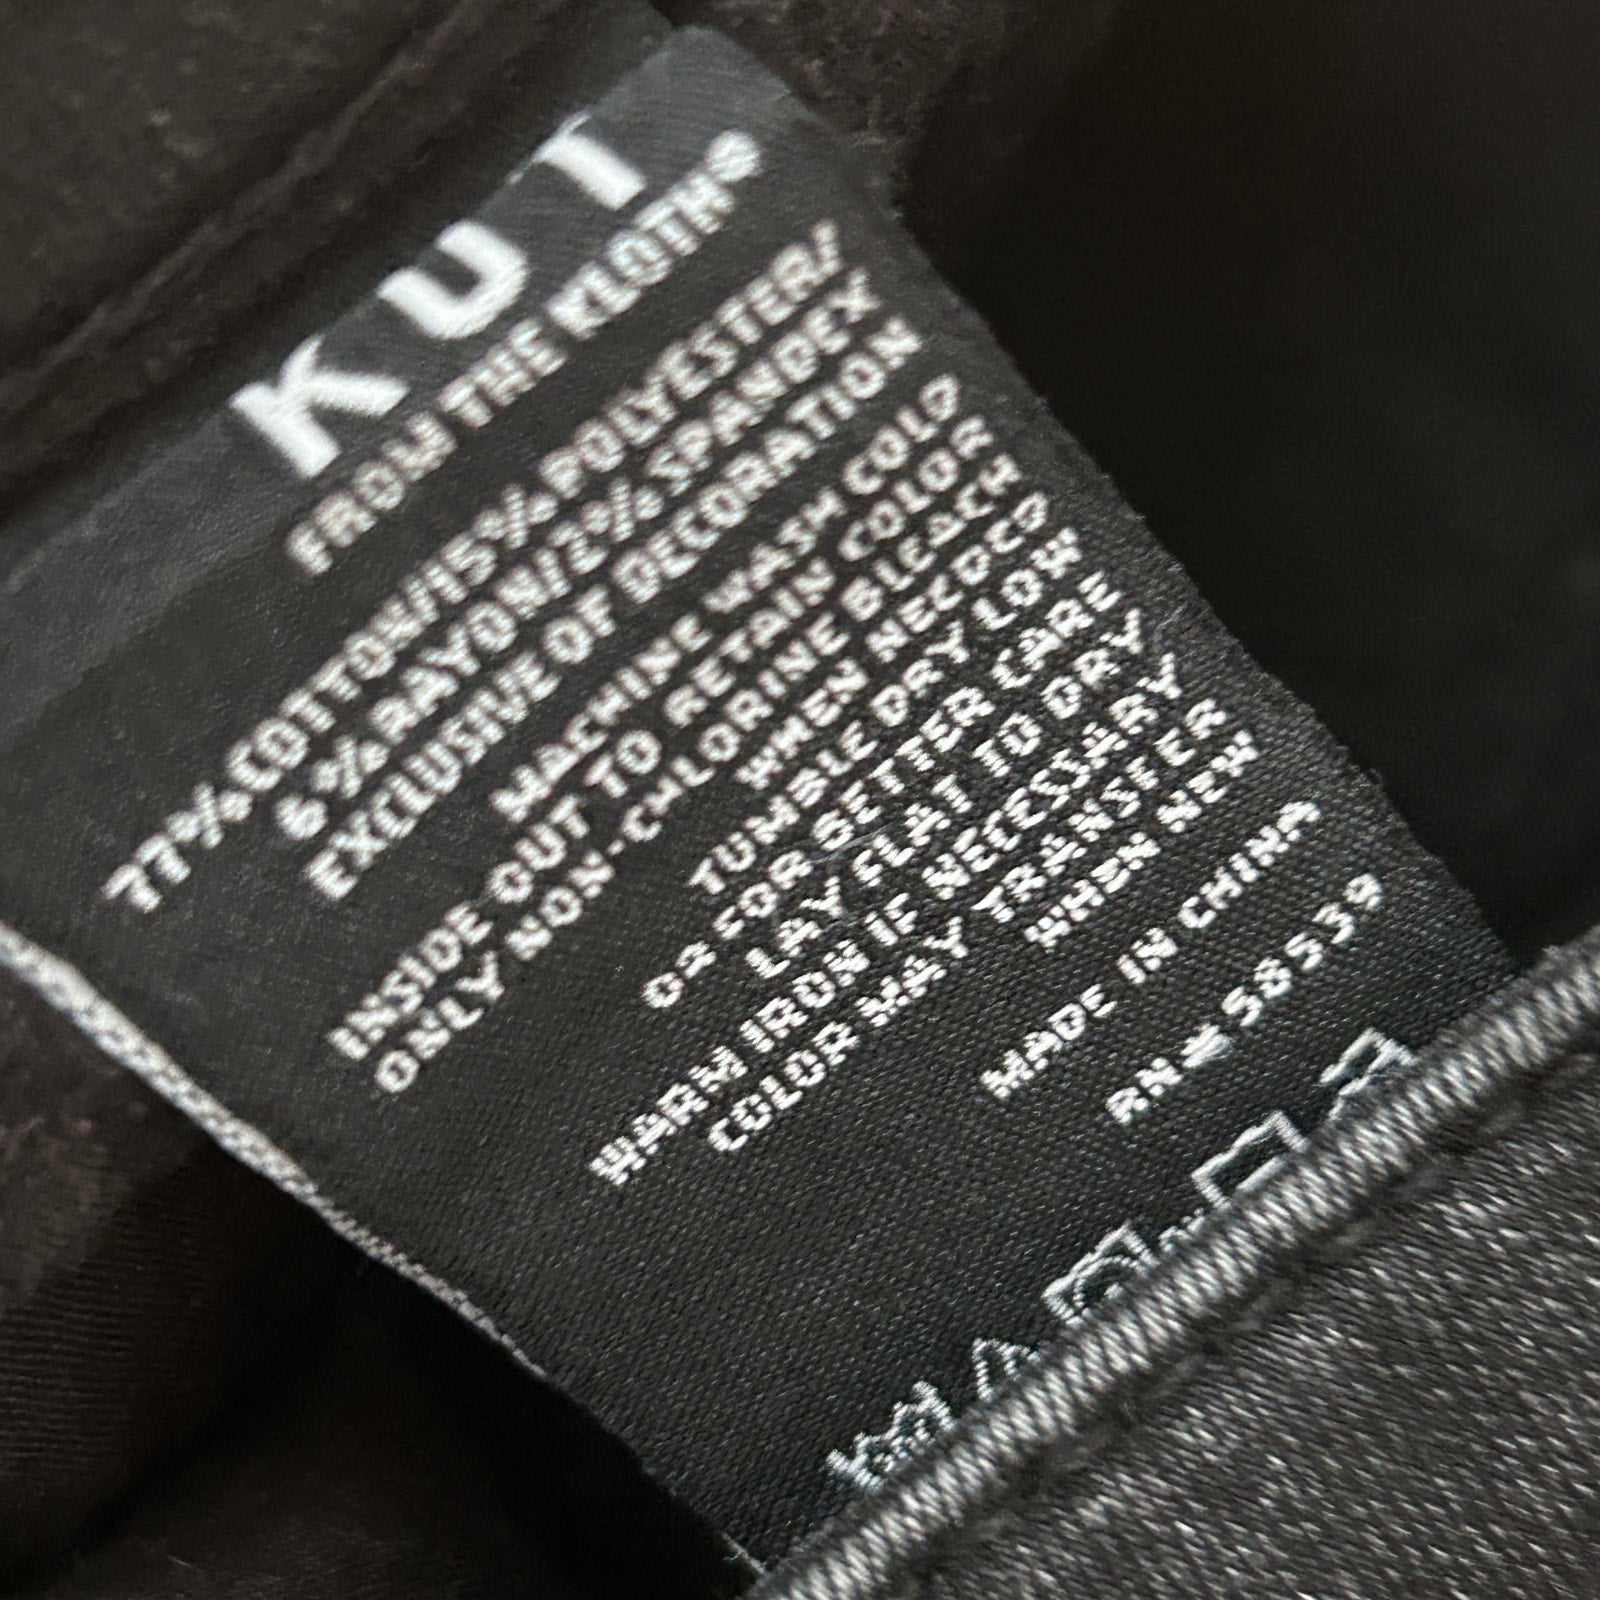 KUT
FROM THE KLOTH®
77%COTTON/15%POLYESTER/
6%RAYON/2%SPANDEX
EXCLUSIVE OF DECORATION
MACHINE WASH COLD
INSIDE OUT TO RETAIN COLOR
ONLY NON-CHLORINE BLEACH
WHEN NEEDED
TUMBLE DRY LOW
OR FOR BETTER CARE
LAY FLAT TO DRY
WARM IRON IF NECESSARY
COLOR MAY TRANSFER
WHEN NEW
MADE IN CHINA
RN# 58539